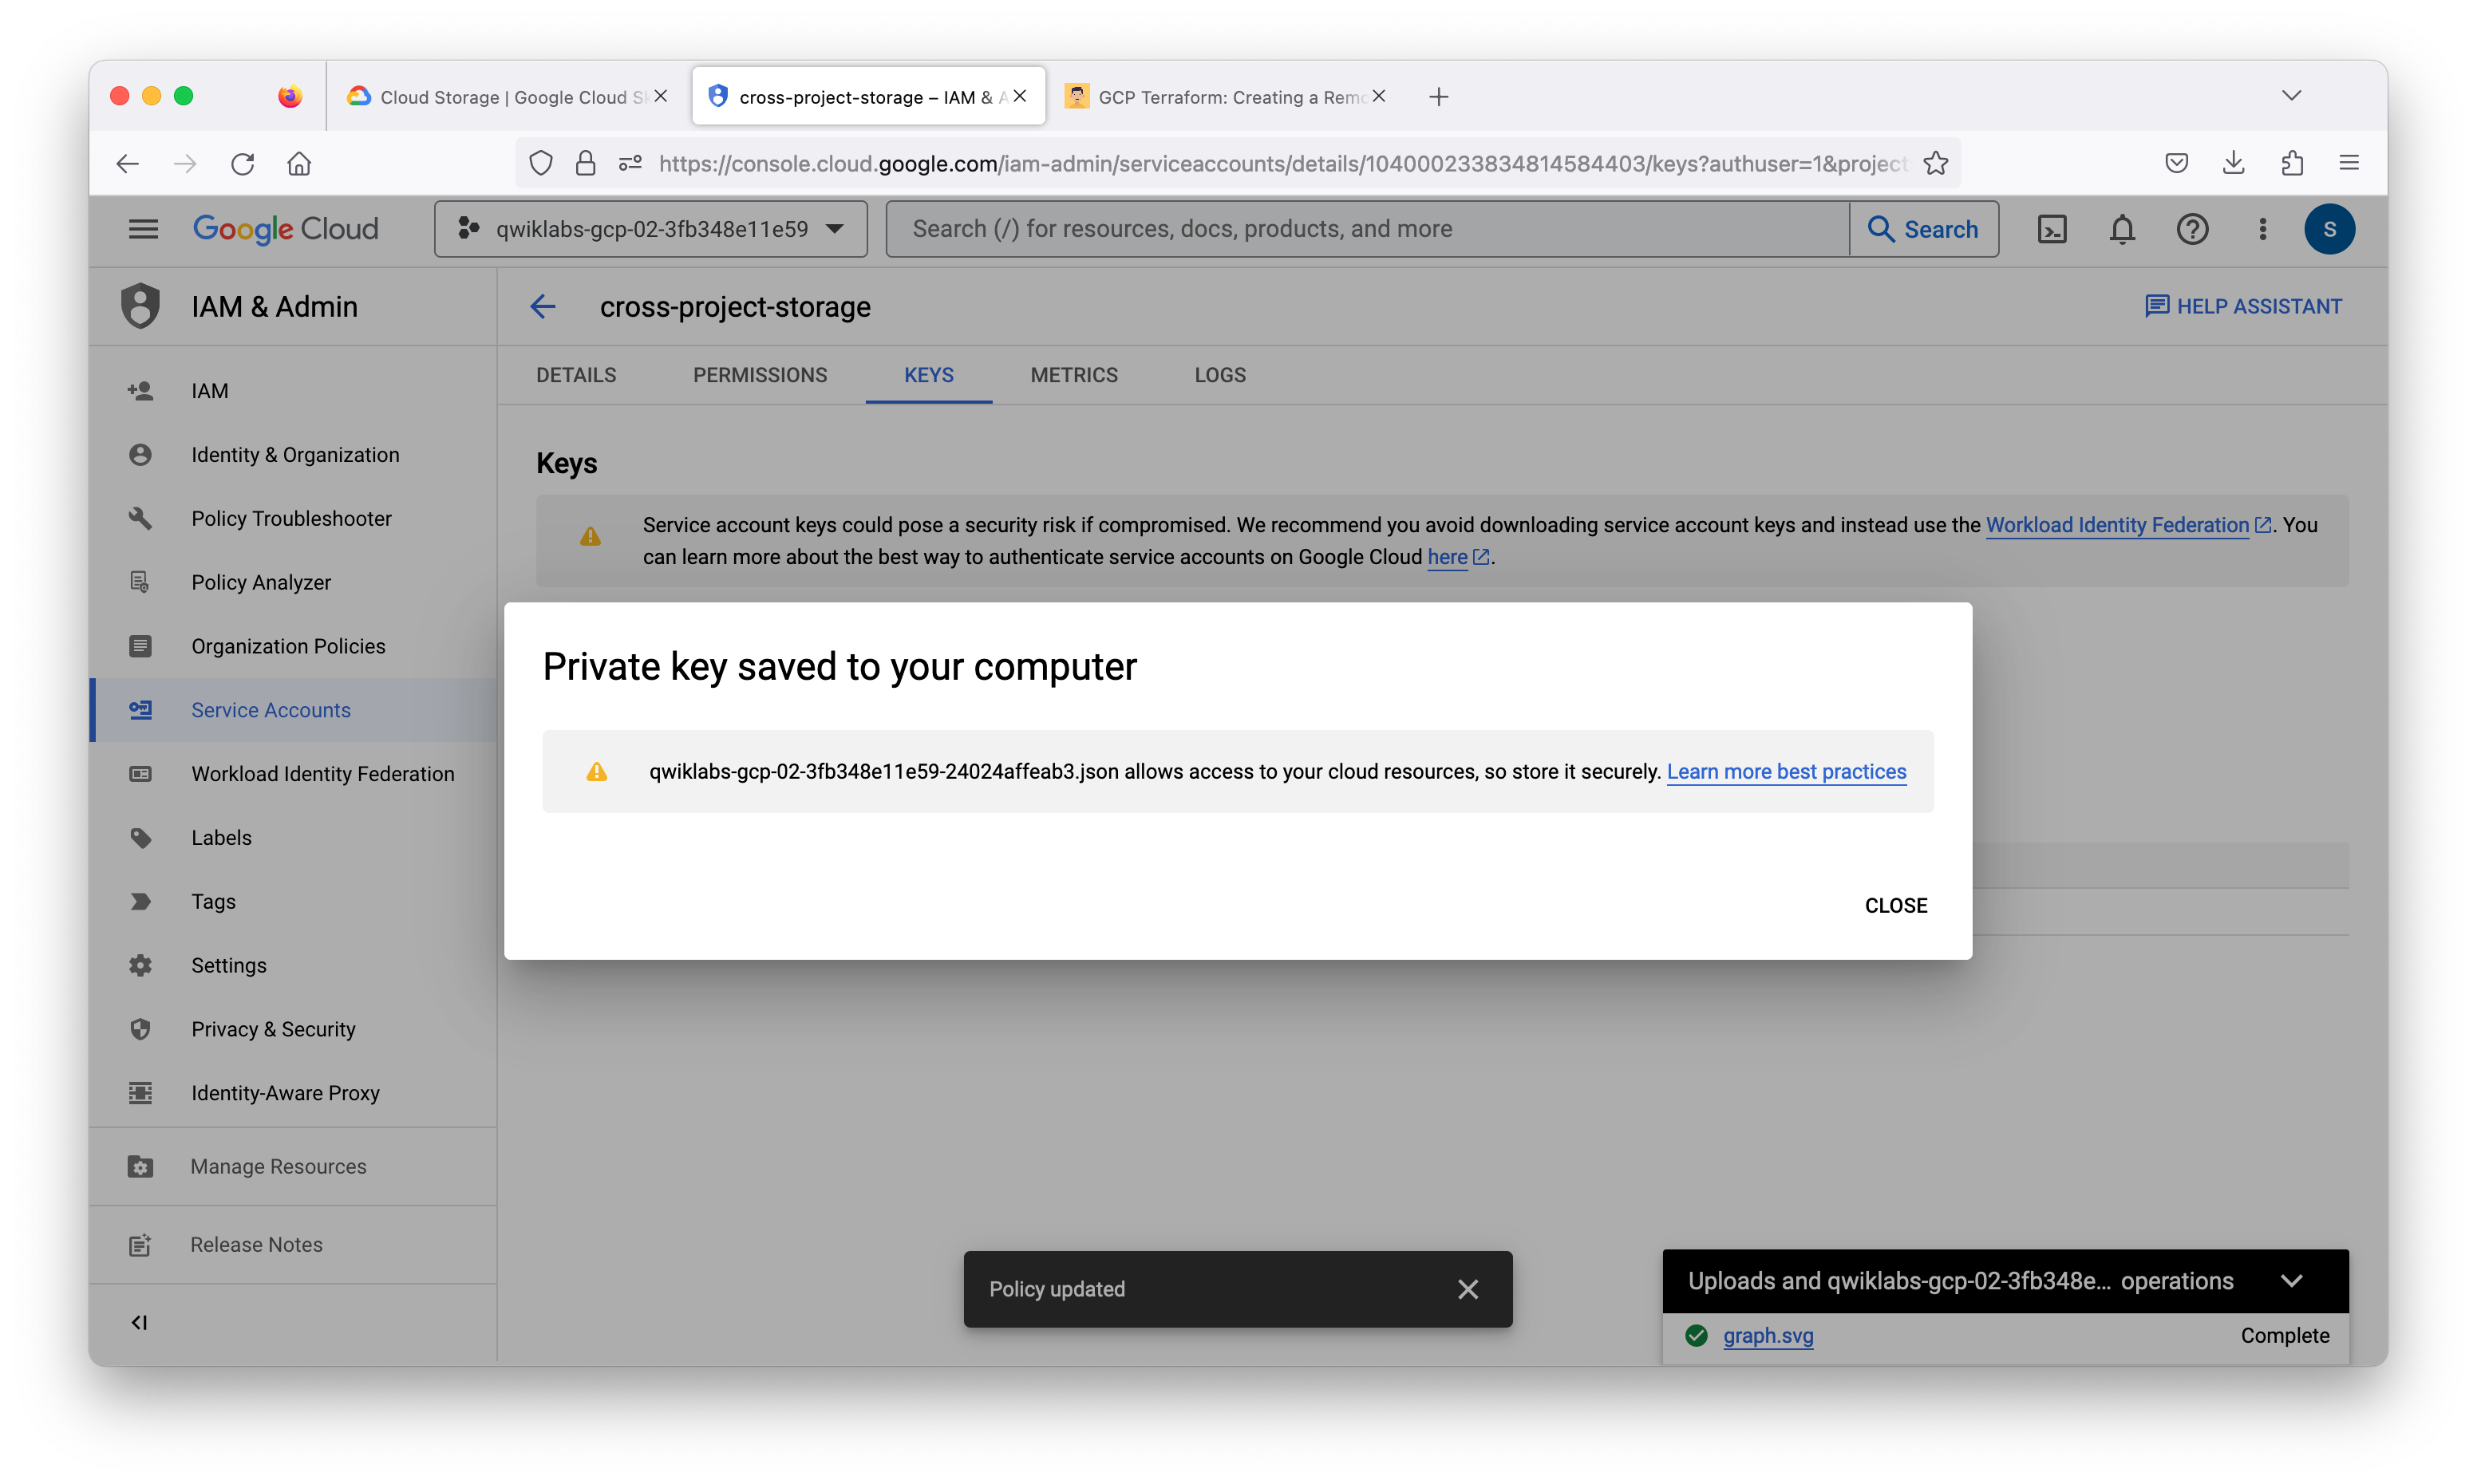 Cloud Storage | Google Cloud Sk
cross-project-storage – IAM & A
GCP Terraform: Creating a Remo
https://console.cloud.google.com/iam-admin/serviceaccounts/details/104000233834814584403/keys?authuser=1&project
Google Cloud
qwiklabs-gcp-02-3fb348e11e59
Search (/) for resources, docs, products, and more
Search
S
IAM & Admin
cross-project-storage
HELP ASSISTANT
DETAILS
PERMISSIONS
KEYS
METRICS
LOGS
IAM
Identity & Organization
Policy Troubleshooter
Policy Analyzer
Organization Policies
Service Accounts
Workload Identity Federation
Labels
Tags
Settings
Privacy & Security
Identity-Aware Proxy
Manage Resources
Release Notes
Keys
Service account keys could pose a security risk if compromised. We recommend you avoid downloading service account keys and instead use the Workload Identity Federation. You
can learn more about the best way to authenticate service accounts on Google Cloud here.
Private key saved to your computer
qwiklabs-gcp-02-3fb348e11e59-24024affeab3.json allows access to your cloud resources, so store it securely. Learn more best practices
CLOSE
Policy updated
Uploads and qwiklabs-gcp-02-3fb348e... operations
graph.svg
Complete